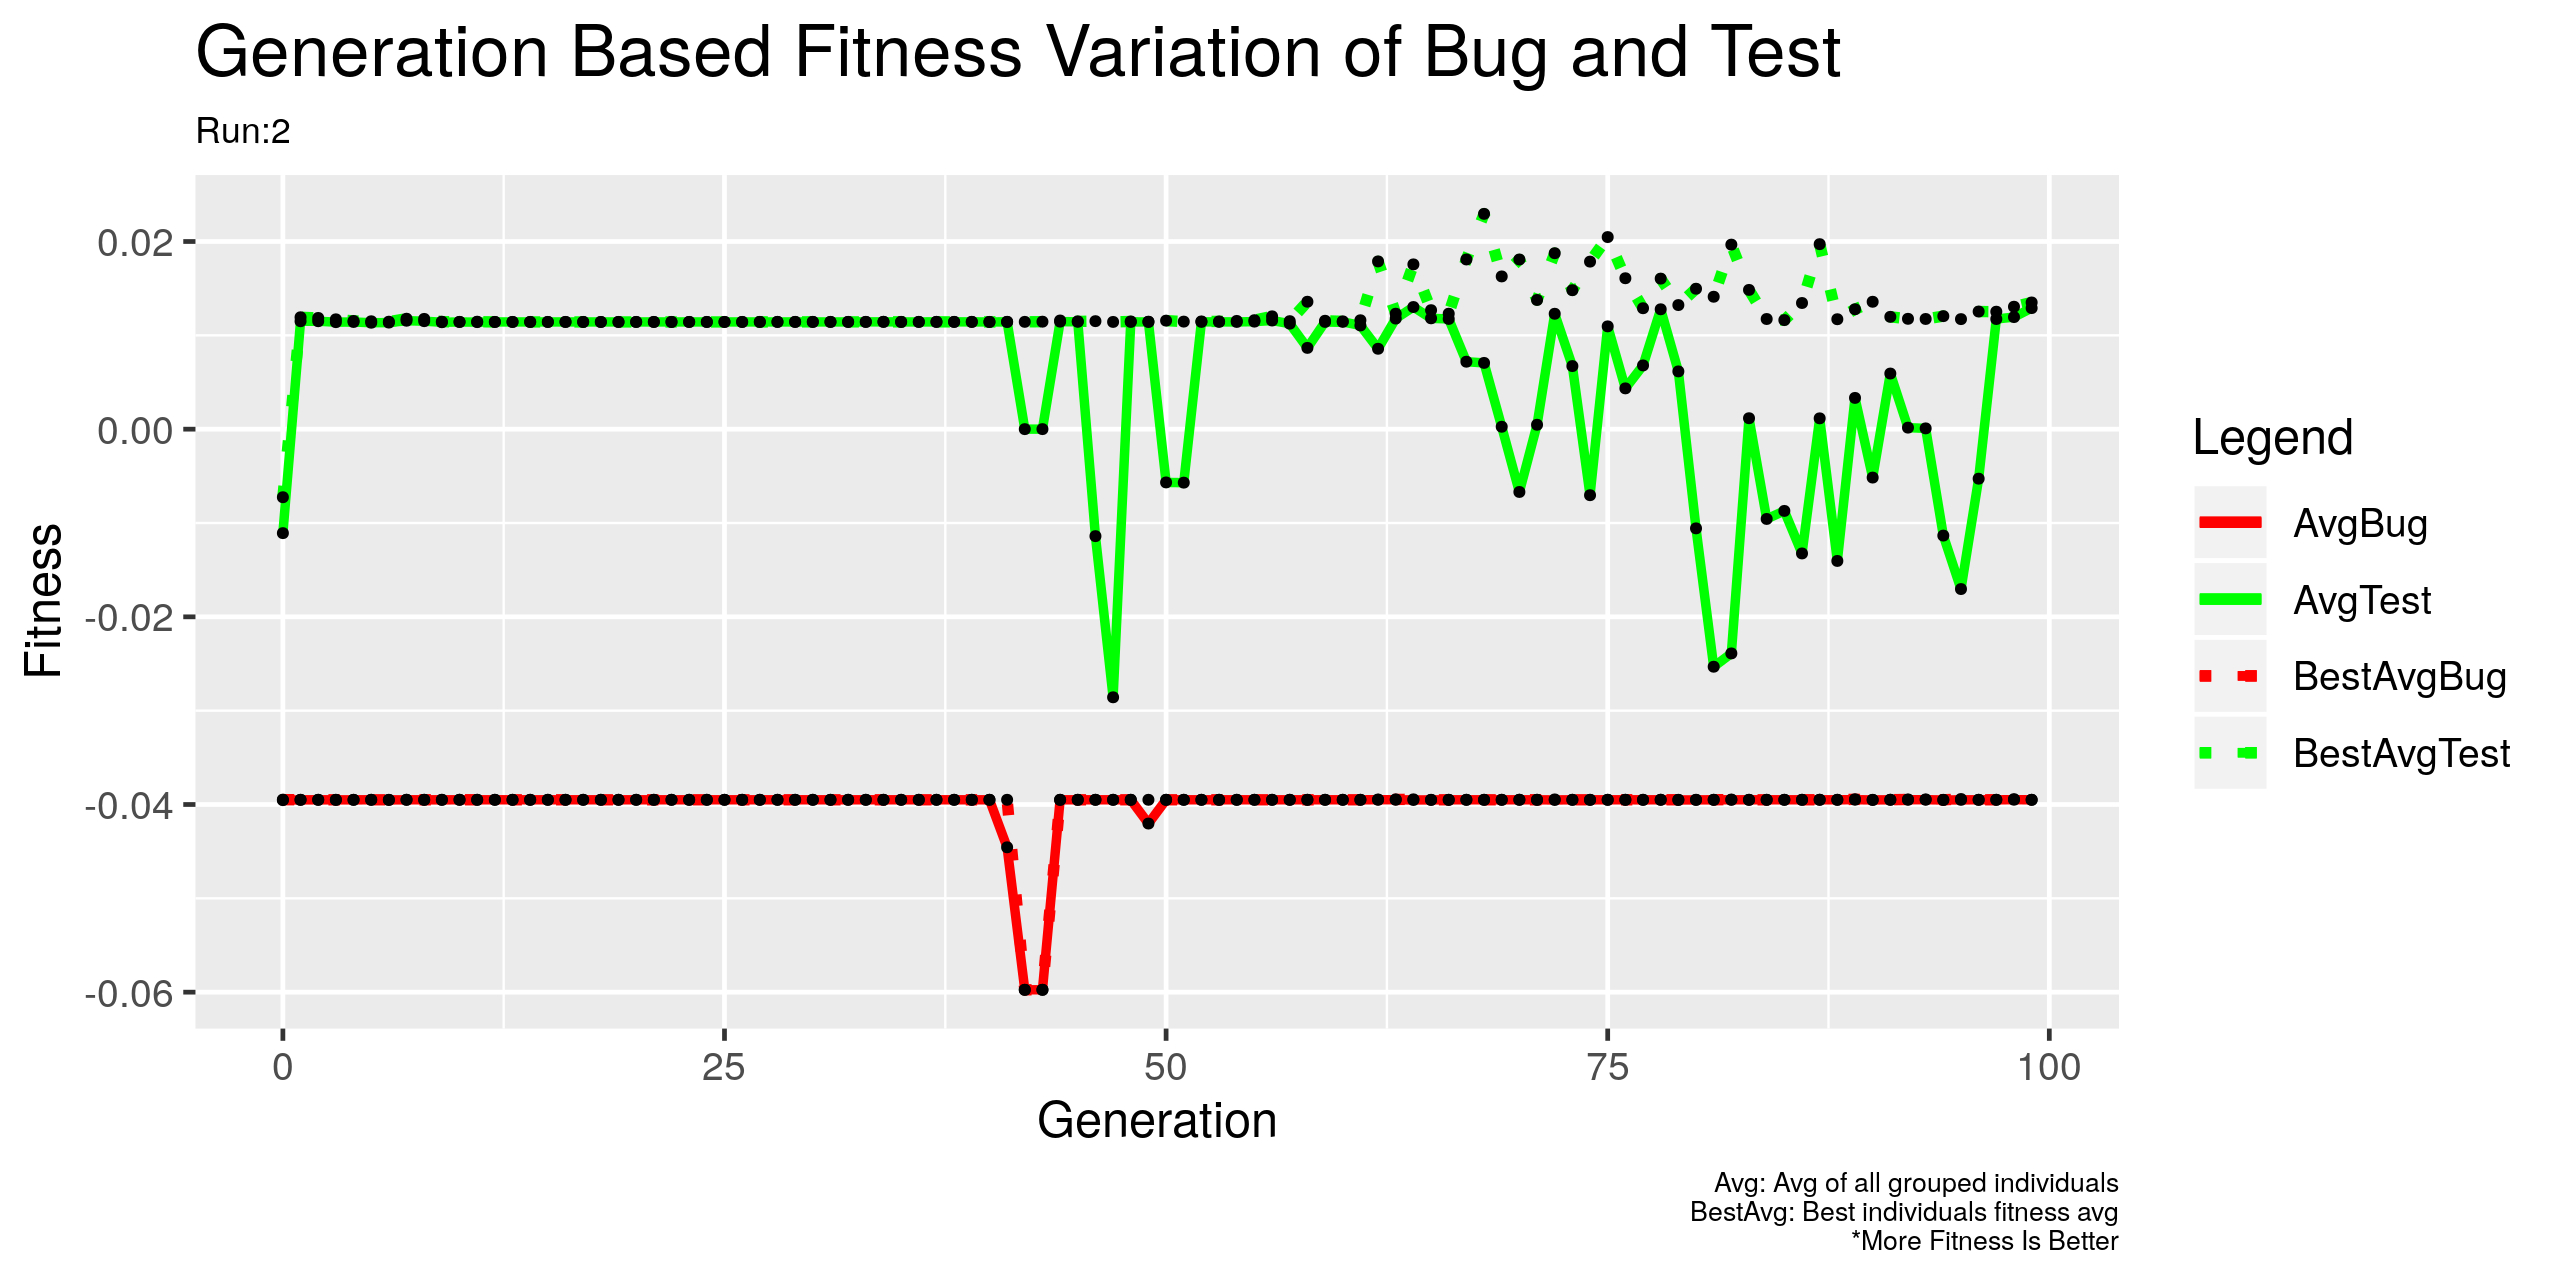 Generation Based Fitness Variation of Bug and Test
Run:2
Fitness
0.02
0.00
-0.02
-0.04
-0.06
0 25 50 75 100
Generation
Legend
AvgBug
AvgTest
BestAvgBug
BestAvgTest
Avg: Avg of all grouped individuals
BestAvg: Best individuals fitness avg
*More Fitness Is Better